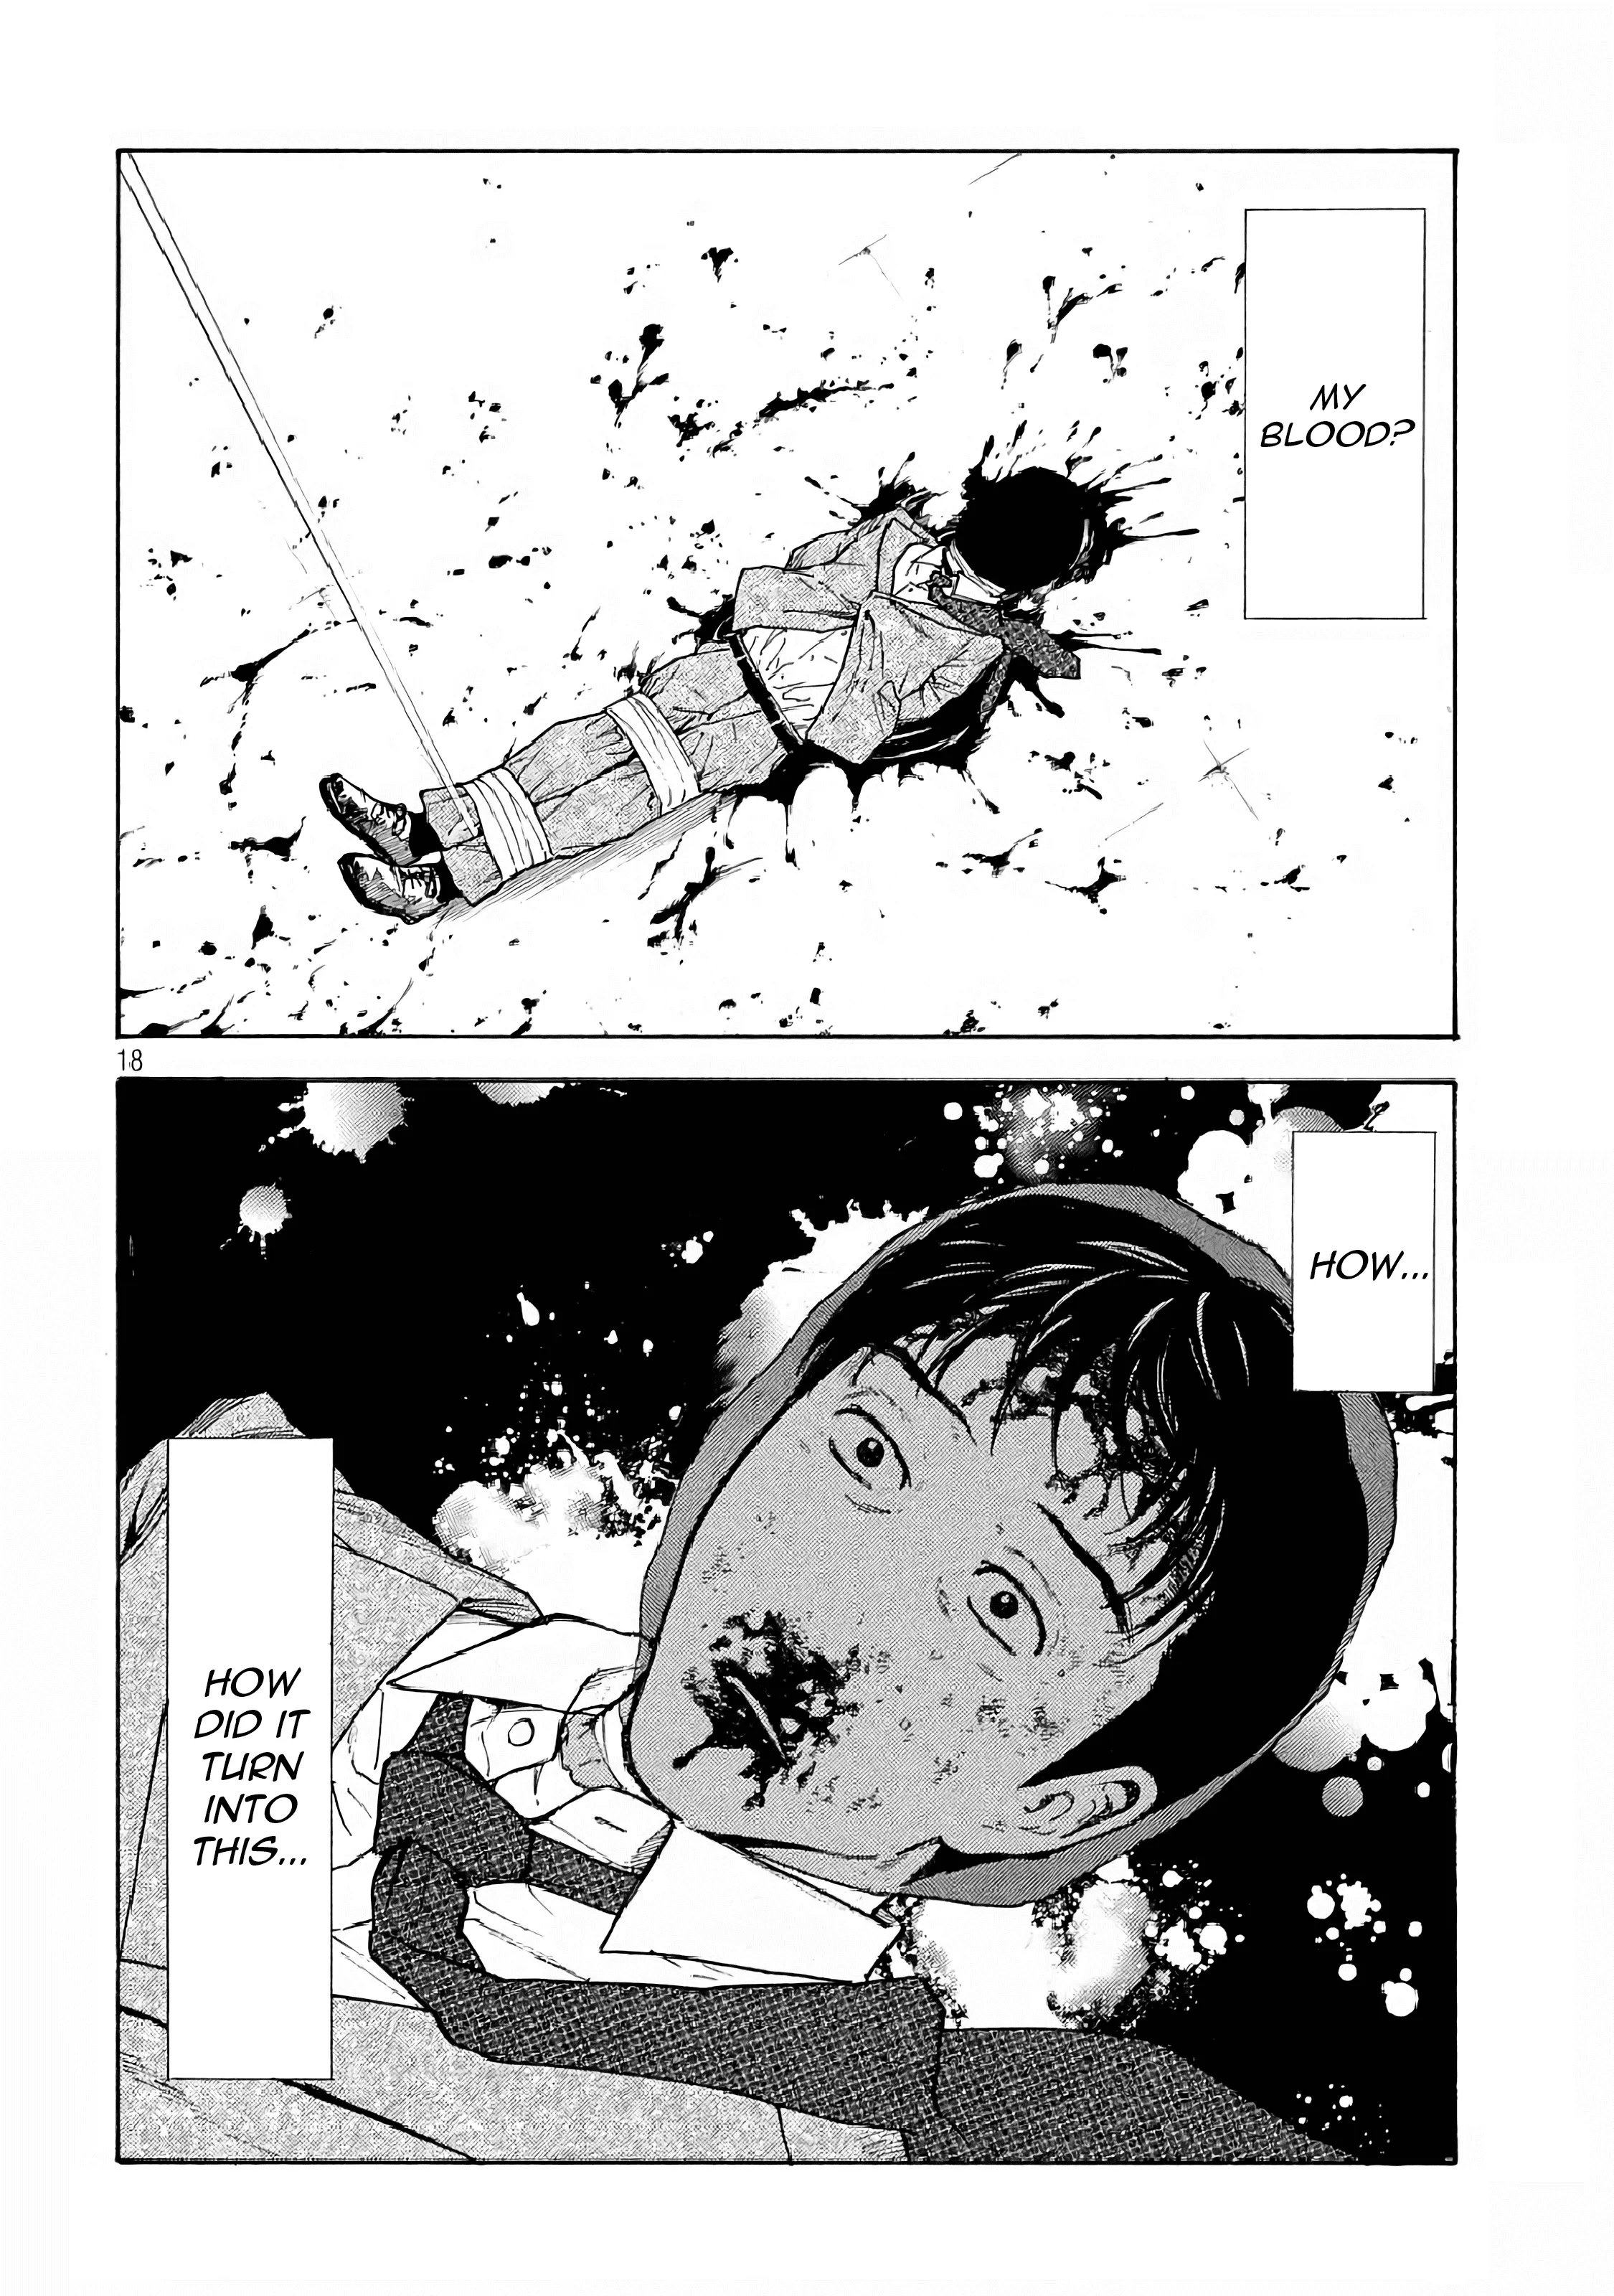 MY
BLOOD?
18
HOW...
HOW
DID IT
TURN
INTO
THIS...